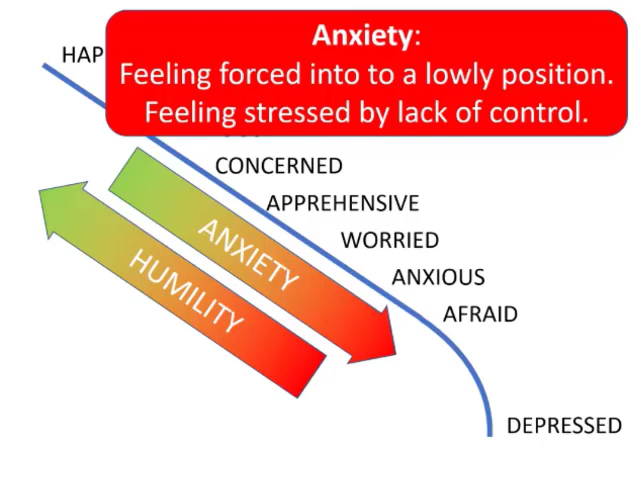 Anxiety:
HAP
Feeling forced into to a lowly position.
Feeling stressed by lack of control.
CONCERNED
APPREHENSIVE
WORRIED
ANXIOUS
AFRAID
ANXIETY
HUMILITY
DEPRESSED